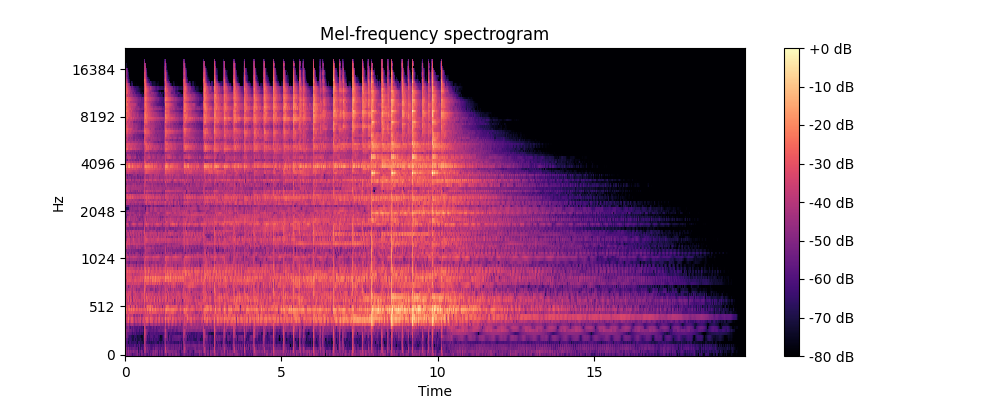 Mel-frequency spectrogram
Hz
16384
8192
4096
2048
1024
512
0
0
5
10
15
Time
+0 dB
-10 dB
-20 dB
-30 dB
-40 dB
-50 dB
-60 dB
-70 dB
-80 dB